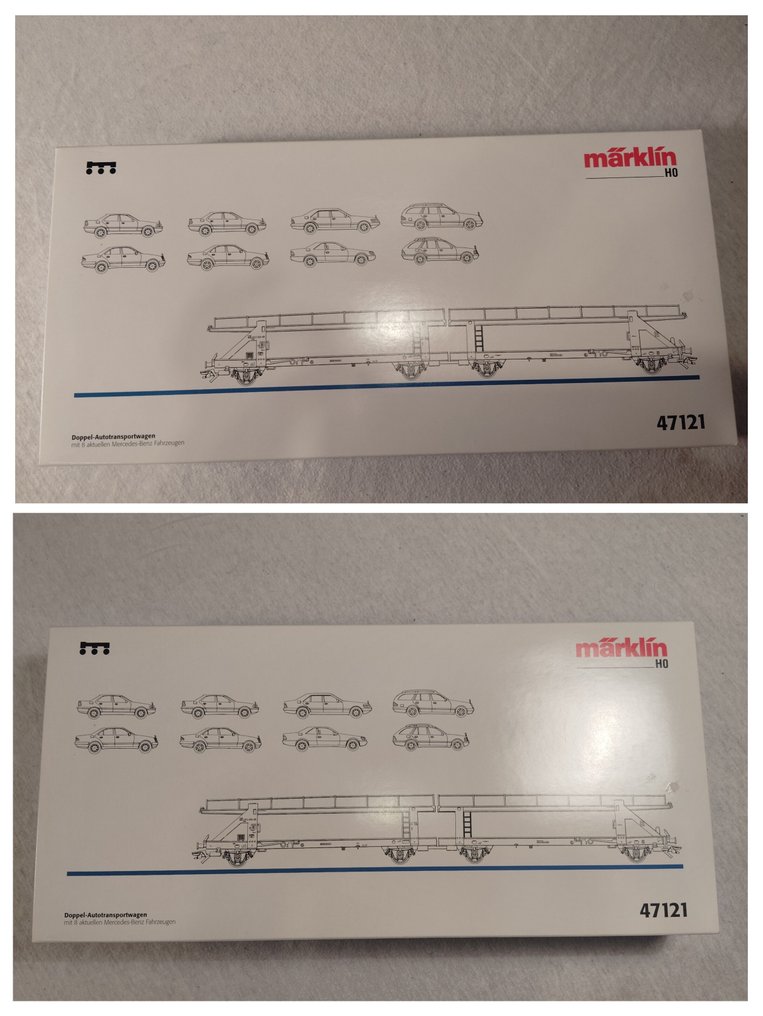 märklin
H0
47121
Doppel-Autotransportwagen
mit 8 aktuellen Mercedes-Benz Fahrzeugen
märklin
H0
47121
Doppel-Autotransportwagen
mit 8 aktuellen Mercedes-Benz Fahrzeugen